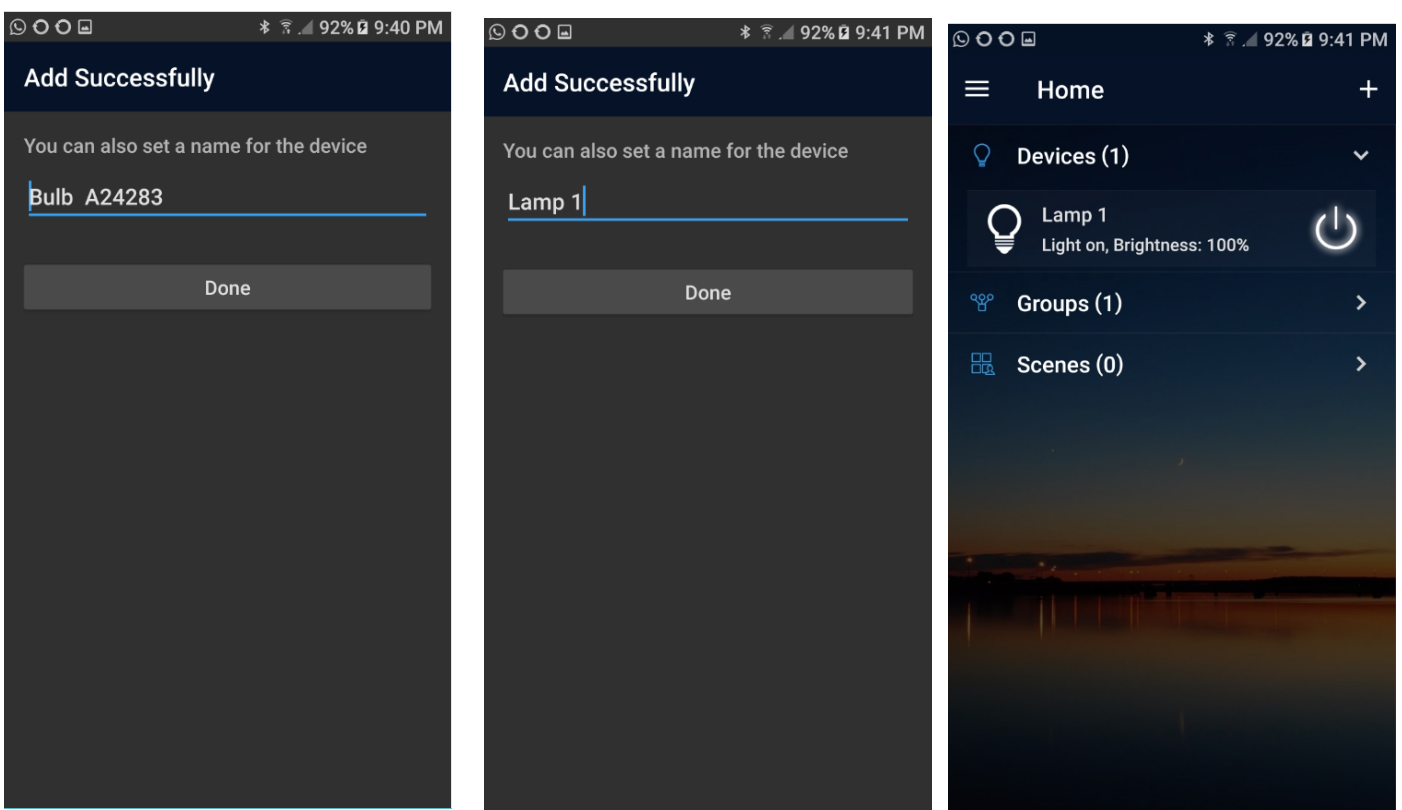 92% 9:40 PM
Add Successfully
You can also set a name for the device
Bulb A24283
Done
92% 9:41 PM
Add Successfully
You can also set a name for the device
Lamp 1
Done
92% 9:41 PM
Home
Devices (1)
Lamp 1
Light on, Brightness: 100%
Groups (1)
Scenes (0)